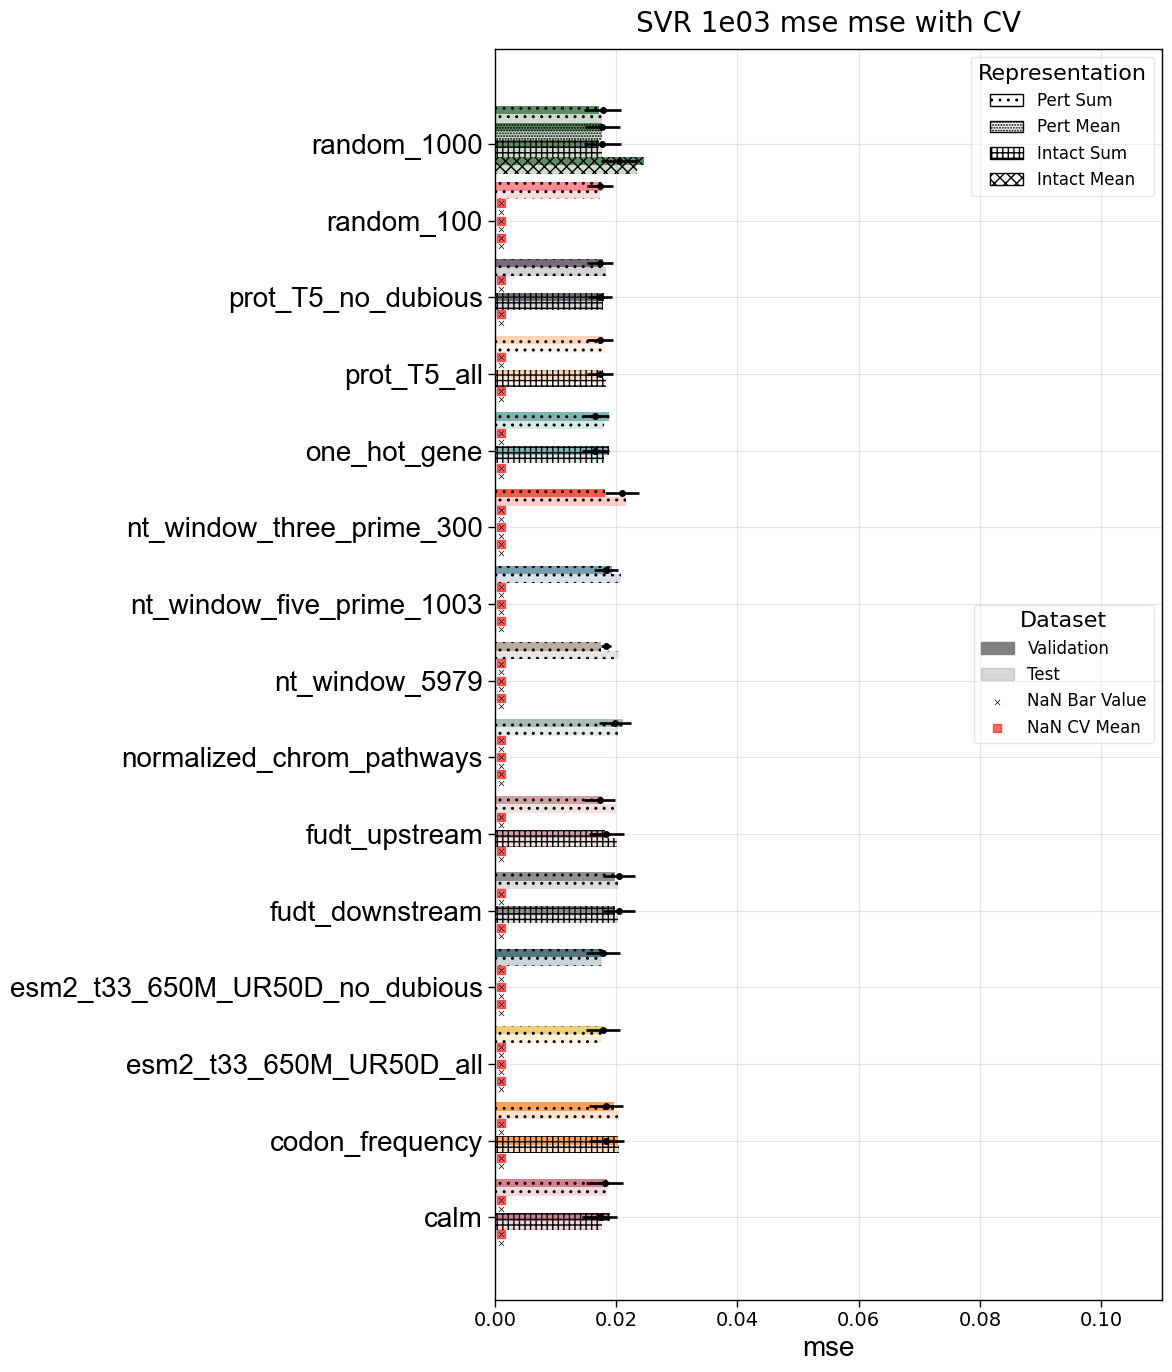 SVR 1e03 mse mse with CV
Representation
Pert Sum
Pert Mean
Intact Sum
Intact Mean
random_1000
random_100
prot_T5_no_dubious
prot_T5_all
one_hot_gene
nt_window_three_prime_300
nt_window_five_prime_1003
nt_window_5979
normalized_chrom_pathways
fudt_upstream
fudt_downstream
esm2_t33_650M_UR50D_no_dubious
esm2_t33_650M_UR50D_all
codon_frequency
calm
Dataset
Validation
Test
NaN Bar Value
NaN CV Mean
0.00 0.02 0.04 0.06 0.08 0.10
mse